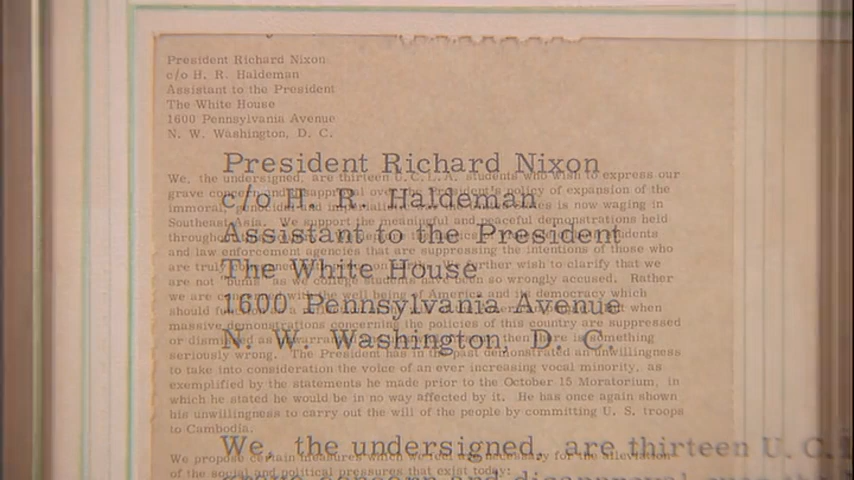 President Richard Nixon
c/o H. R. Haldeman
Assistant to the President
The White House
1600 Pennsylvania Avenue
N. W. Washington, D. C.
We, the undersigned, are thirteen U.C.L.A. students who wish to express our
grave concern and disapproval over the President's policy of expansion of the
immoral, genocidal and imperialistic war the United States is now waging in
Southeast Asia. We support the meaningful and peaceful demonstrations held
and law enforcement agencies that are suppressing the intentions of those who
are truly further wish to clarify that we
are not "bums" as we college students have been so wrongly accused. Rather
we are concerned with the well being of America and its democracy which
should when
massive demonstrations concerning the policies of this country are suppressed
or then there is something
seriously wrong. The President has in the past demonstrated an unwillingness
to take into consideration the voice of an ever increasing vocal minority, as
exemplified by the statements he made prior to the October 15 Moratorium, in
which he stated he would be in no way affected by it. He has once again shown
his unwillingness to carry out the will of the people by committing U. S. troops
to Cambodia.
We propose certain measures which we feel are necessary for the alleviation
of the social and political pressures that exist today:
President Richard Nixon
c/o H. R. Haldeman
Assistant to the President
The White House
1600 Pennsylvania Avenue
N. W. Washington, D. C.
We, the undersigned, are thirteen U.C.L
grave concern and disapproval over the